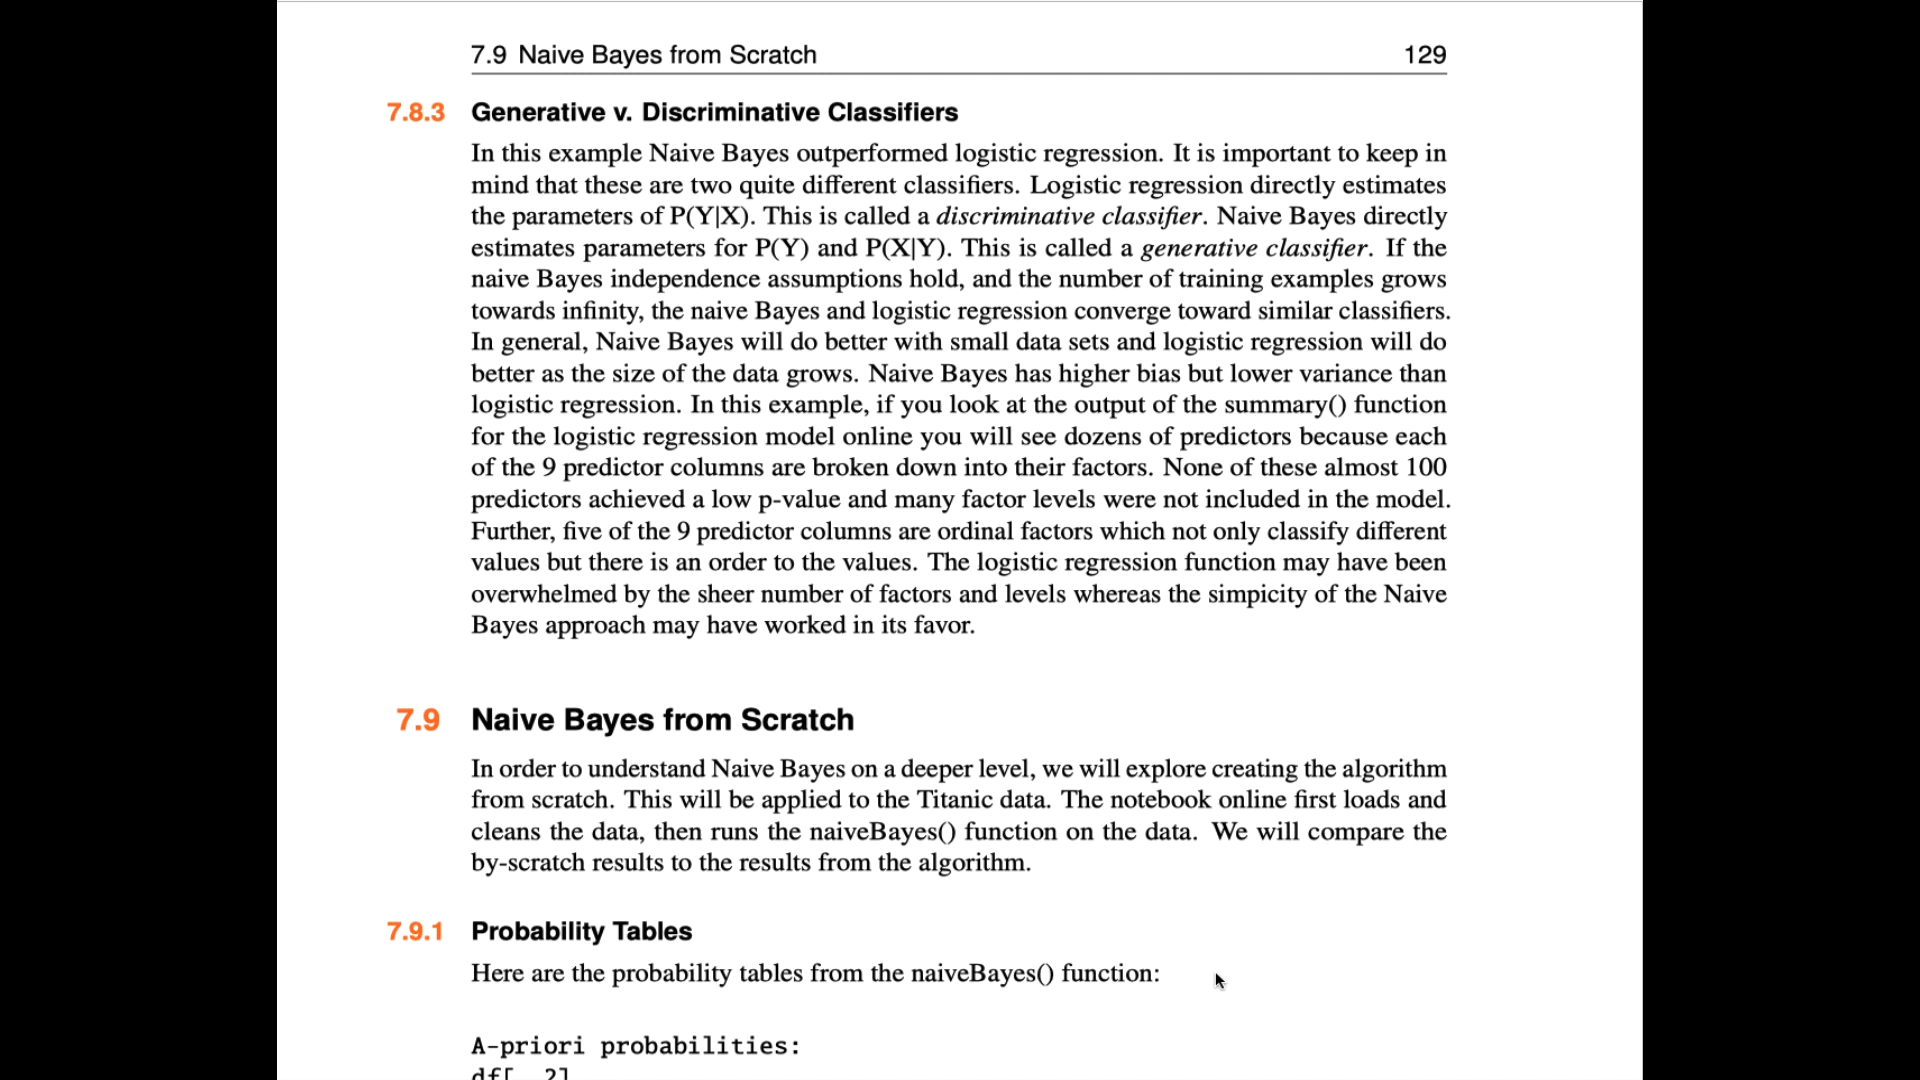 7.9 Naive Bayes from Scratch 129
7.8.3 Generative v. Discriminative Classifiers
In this example Naive Bayes outperformed logistic regression. It is important to keep in
mind that these are two quite different classifiers. Logistic regression directly estimates
the parameters of P(Y|X). This is called a discriminative classifier. Naive Bayes directly
estimates parameters for P(Y) and P(X|Y). This is called a generative classifier. If the
naive Bayes independence assumptions hold, and the number of training examples grows
towards infinity, the naive Bayes and logistic regression converge toward similar classifiers.
In general, Naive Bayes will do better with small data sets and logistic regression will do
better as the size of the data grows. Naive Bayes has higher bias but lower variance than
logistic regression. In this example, if you look at the output of the summary() function
for the logistic regression model online you will see dozens of predictors because each
of the 9 predictor columns are broken down into their factors. None of these almost 100
predictors achieved a low p-value and many factor levels were not included in the model.
Further, five of the 9 predictor columns are ordinal factors which not only classify different
values but there is an order to the values. The logistic regression function may have been
overwhelmed by the sheer number of factors and levels whereas the simpicity of the Naive
Bayes approach may have worked in its favor.
7.9 Naive Bayes from Scratch
In order to understand Naive Bayes on a deeper level, we will explore creating the algorithm
from scratch. This will be applied to the Titanic data. The notebook online first loads and
cleans the data, then runs the naiveBayes() function on the data. We will compare the
by-scratch results to the results from the algorithm.
7.9.1 Probability Tables
Here are the probability tables from the naiveBayes() function:
A-priori probabilities: